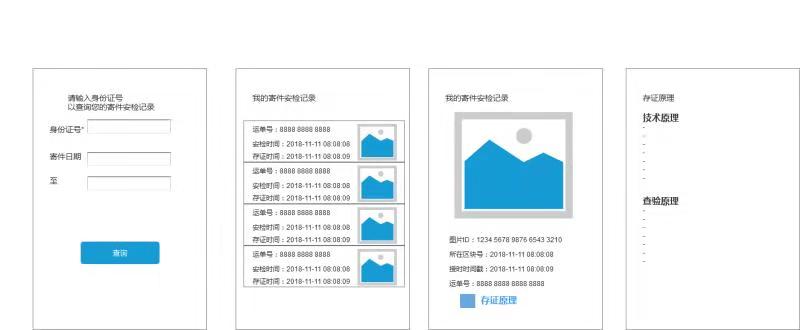 请输入身份证号
以查询您的寄件安检记录
身份证号*
寄件日期
至
查询
我的寄件安检记录
运单号：8888 8888 8888
安检时间：2018-11-11 08:08:08
存证时间：2018-11-11 08:08:09
运单号：8888 8888 8888
安检时间：2018-11-11 08:08:08
存证时间：2018-11-11 08:08:09
运单号：8888 8888 8888
安检时间：2018-11-11 08:08:08
存证时间：2018-11-11 08:08:09
运单号：8888 8888 8888
安检时间：2018-11-11 08:08:08
存证时间：2018-11-11 08:08:09
我的寄件安检记录
图片ID：1234 5678 9876 6543 3210
所在区块号：2018-11-11 08:08:08
授时时间戳：2018-11-11 08:08:09
运单号：8888 8888 8888 8888
存证原理
存证原理
技术原理
查验原理